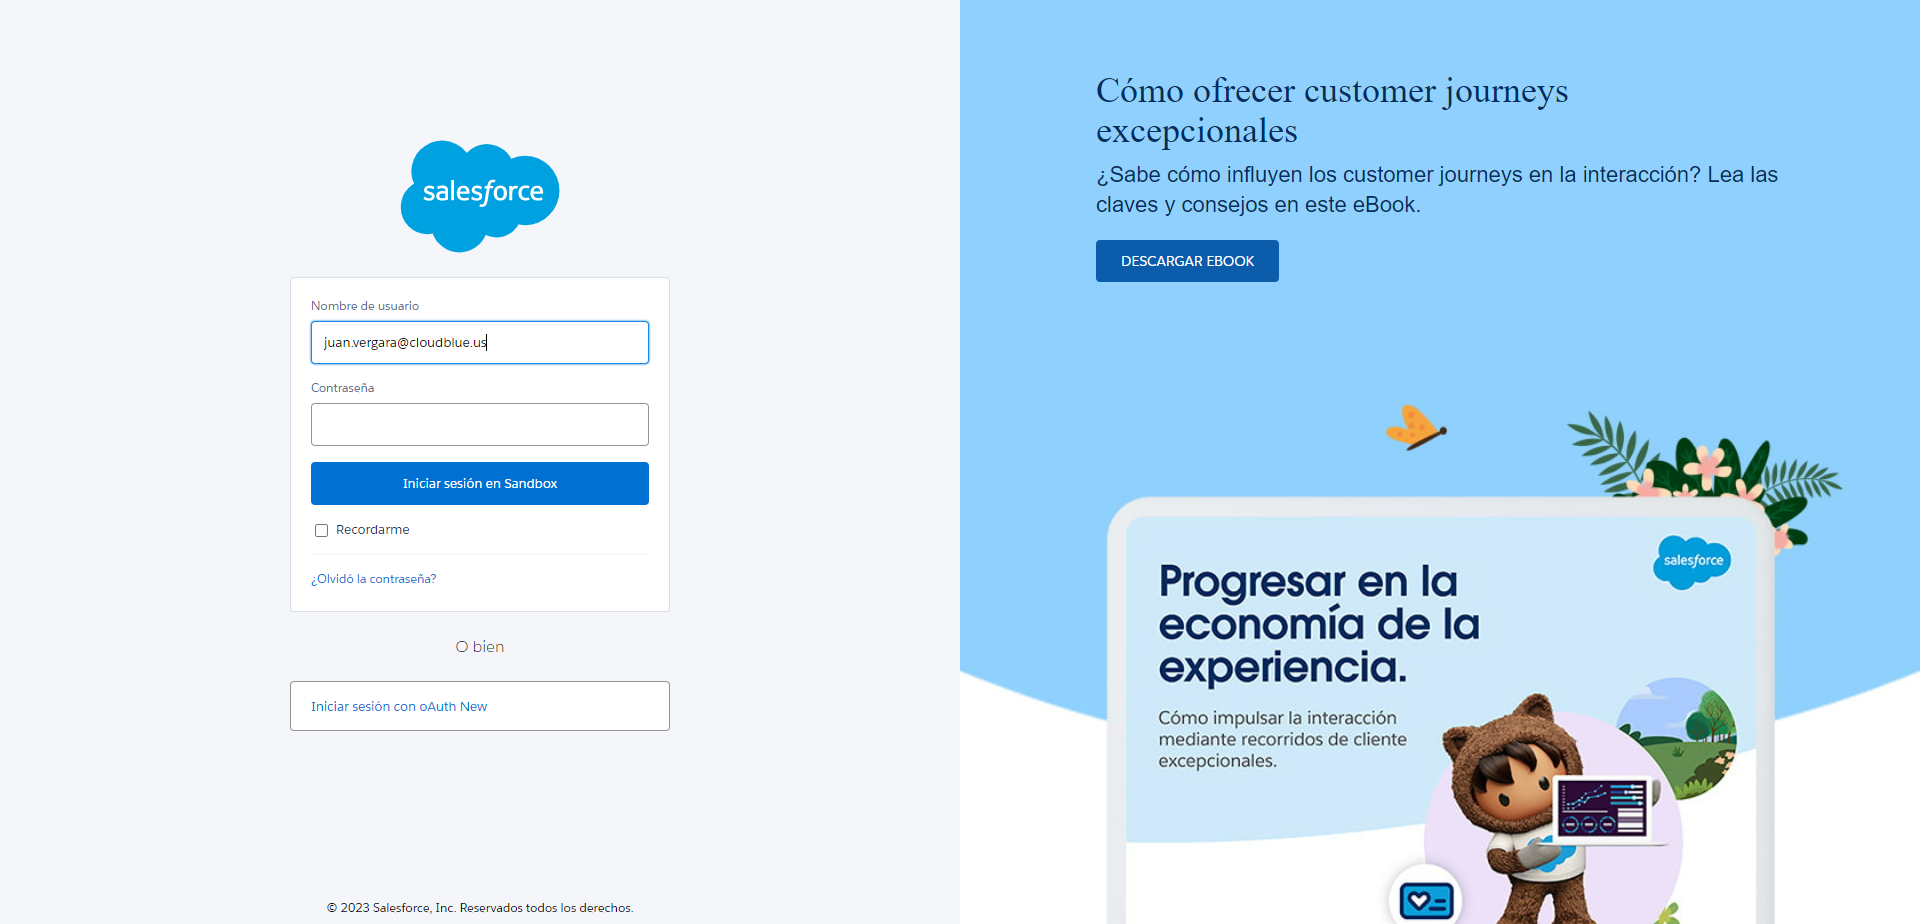 salesforce
Nombre de usuario
juan.vergara@cloudblue.us
Contraseña
Iniciar sesión en Sandbox
Recordarme
¿Olvidó la contraseña?
O bien
Iniciar sesión con oAuth New
© 2023 Salesforce, Inc. Reservados todos los derechos.
Cómo ofrecer customer journeys
excepcionales
¿Sabe cómo influyen los customer journeys en la interacción? Lea las
claves y consejos en este eBook.
DESCARGAR EBOOK
salesforce
Progresar en la
economía de la
experiencia.
Cómo impulsar la interacción
mediante recorridos de cliente
excepcionales.